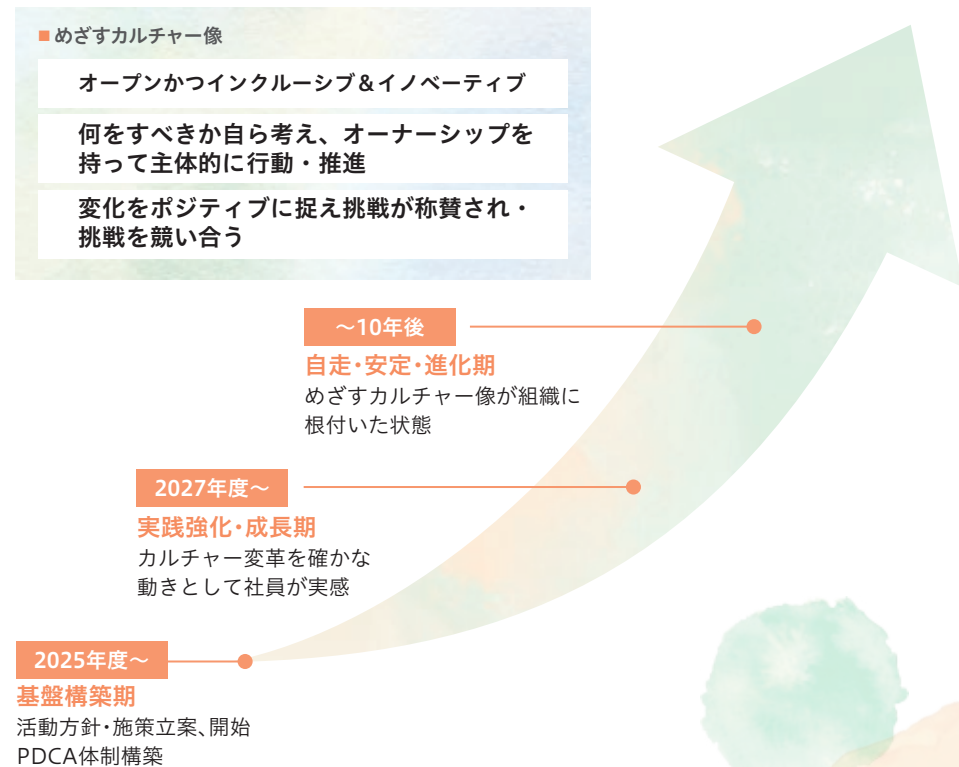 ■めざすカルチャー像
オープンかつインクルーシブ＆イノベーティブ
何をすべきか自ら考え、オーナーシップを
持って主体的に行動・推進
変化をポジティブに捉え挑戦が称賛され・
挑戦を競い合う
～10年後
自走・安定・進化期
めざすカルチャー像が組織に
根付いた状態
2027年度～
実践強化・成長期
カルチャー変革を確かな
動きとして社員が実感
2025年度～
基盤構築期
活動方針・施策立案、開始
PDCA体制構築